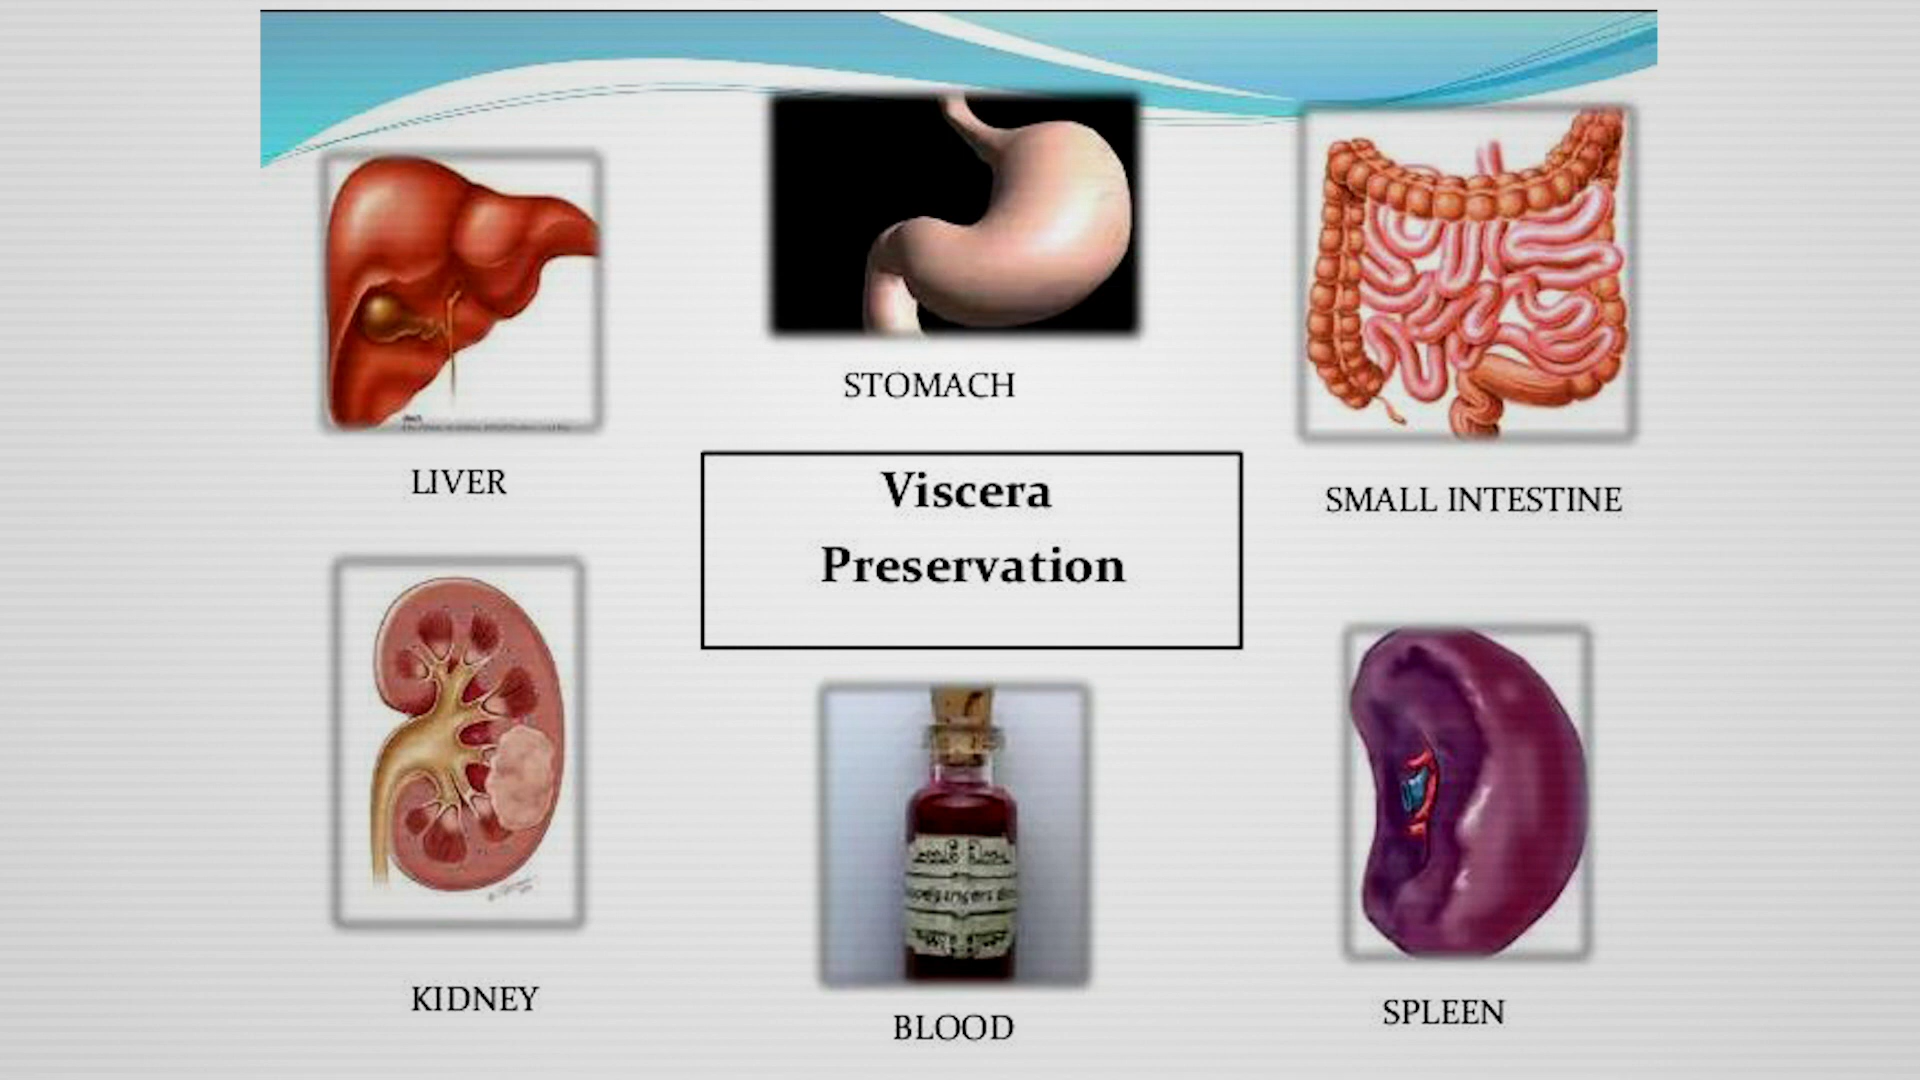 STOMACH
LIVER
SMALL INTESTINE
Viscera
Preservation
KIDNEY
BLOOD
SPLEEN